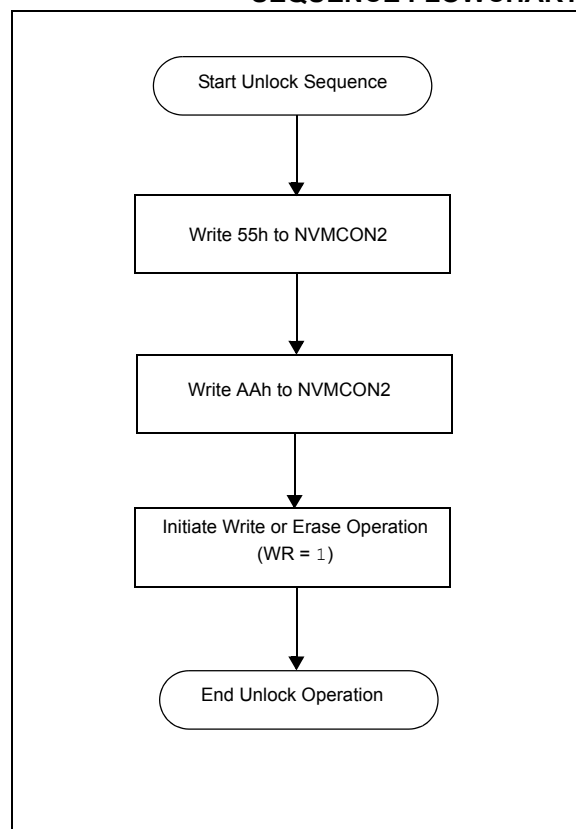 SEQUENCE FLOWCHART
Start Unlock Sequence
Write 55h to NVMCON2
Write AAh to NVMCON2
Initiate Write or Erase Operation
(WR = 1)
End Unlock Operation